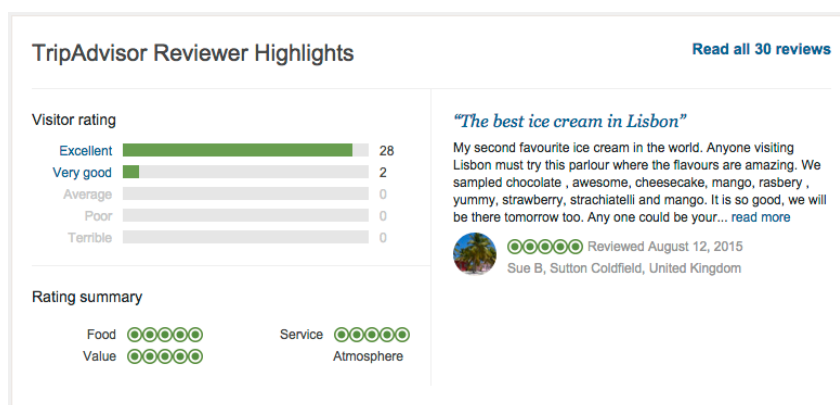 TripAdvisor Reviewer Highlights
Read all 30 reviews
Visitor rating
Excellent 28
Very good 2
Average 0
Poor 0
Terrible 0
Rating summary
Food
Service
Value
Atmosphere
“The best ice cream in Lisbon”
My second favourite ice cream in the world. Anyone visiting
Lisbon must try this parlour where the flavours are amazing. We
sampled chocolate , awesome, cheesecake, mango, rasbery ,
yummy, strawberry, strachiatelli and mango. It is so good, we will
be there tomorrow too. Any one could be your... read more
Reviewed August 12, 2015
Sue B, Sutton Coldfield, United Kingdom